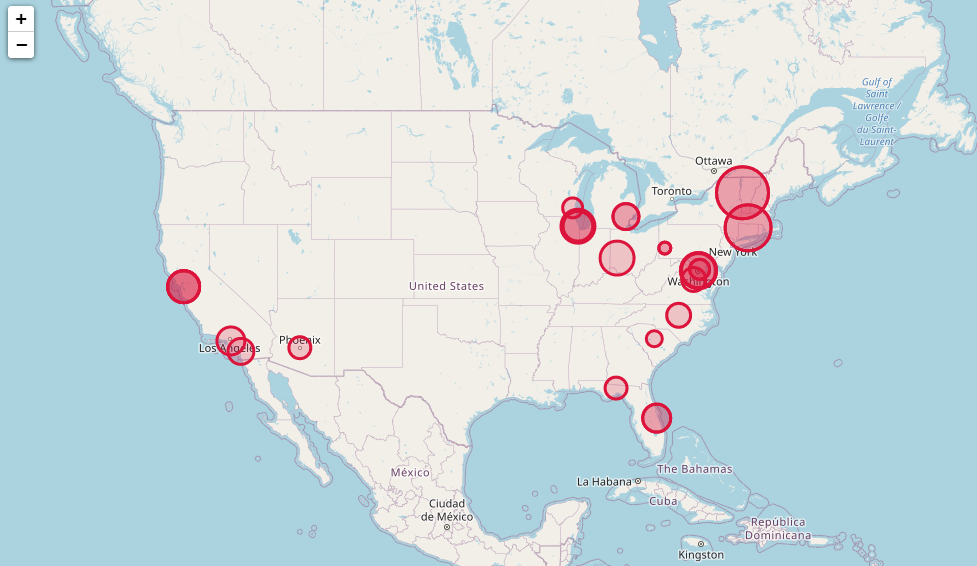 +
−
Gulf of
Saint
Lawrence /
Golfe
du Saint-
Laurent
Ottawa
Toronto
New York
Washington
United States
Los Angeles
Phoenix
México
Ciudad
de México
La Habana
The Bahamas
Cuba
República
Dominicana
Kingston